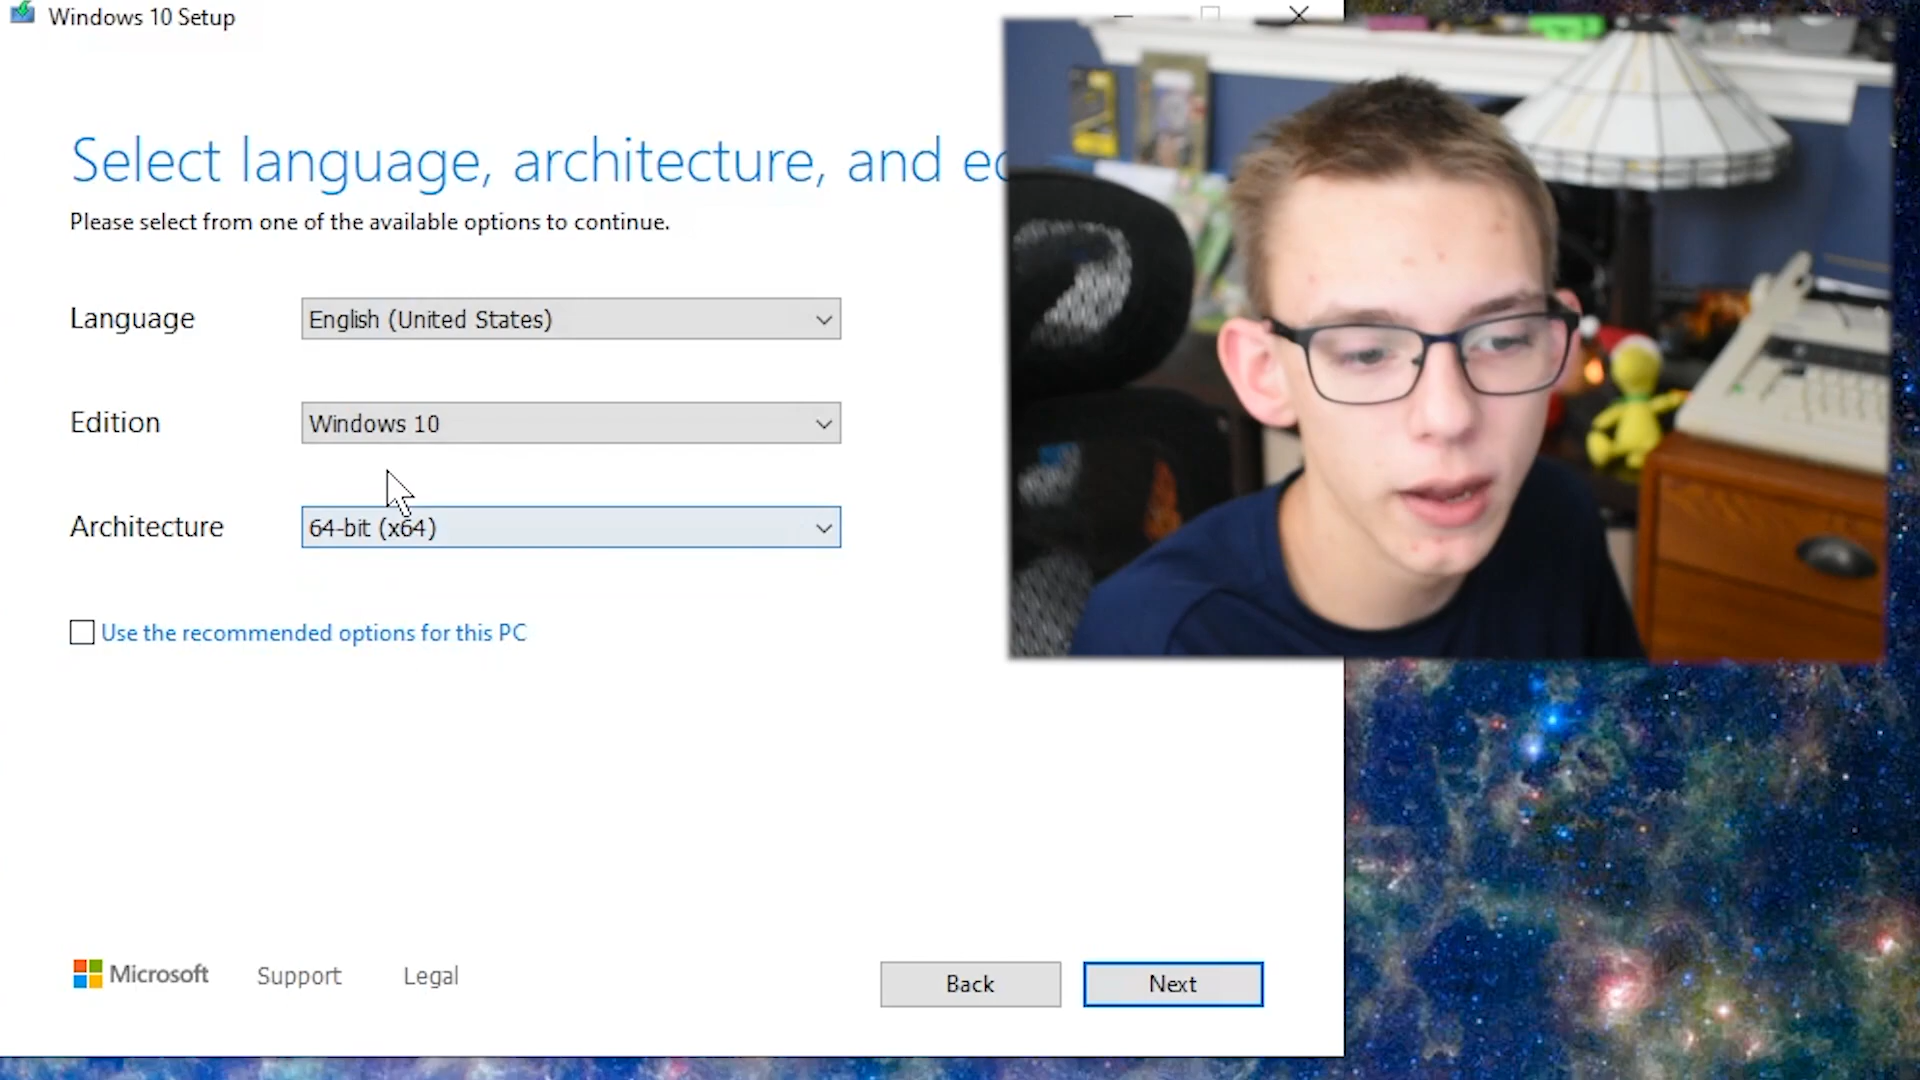 Windows 10 Setup
Select language, architecture, and
Please select from one of the available options to continue.
Language
English (United States)
Edition
Windows 10
Architecture
64-bit (x64)
Use the recommended options for this PC
Microsoft
Support
Legal
Back
Next